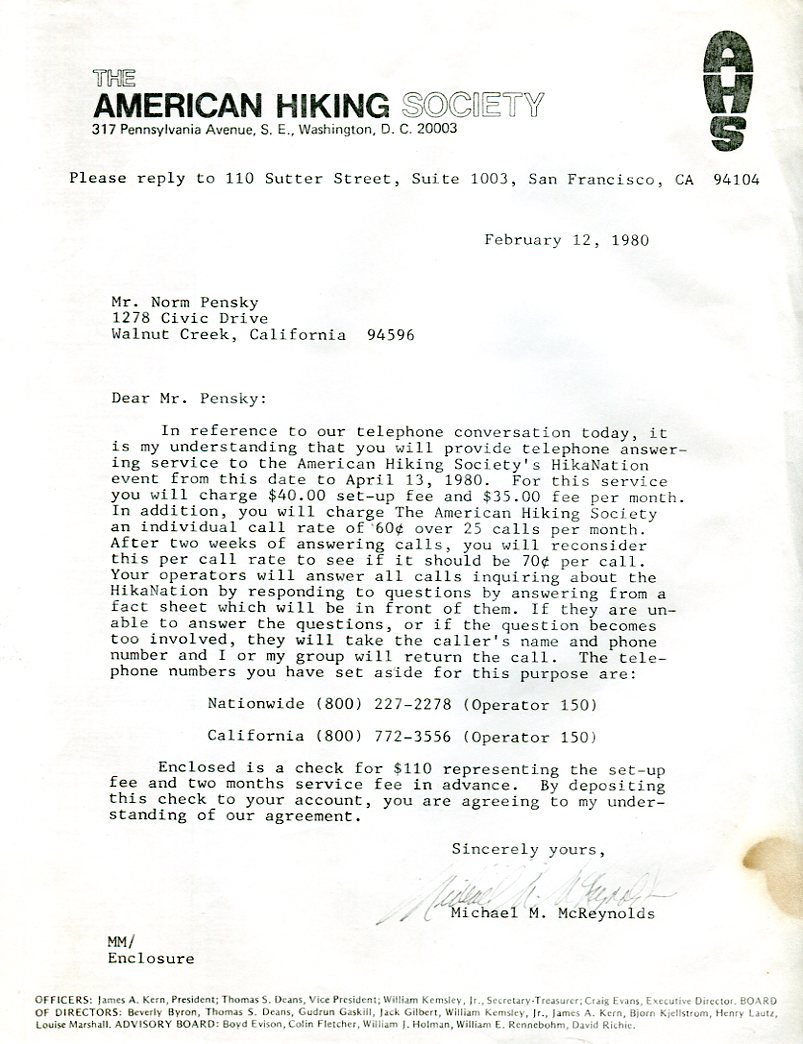 AHS
THE
AMERICAN HIKING SOCIETY
317 Pennsylvania Avenue, S. E., Washington, D. C. 20003
Please reply to 110 Sutter Street, Suite 1003, San Francisco, CA 94104
February 12, 1980
Mr. Norm Pensky
1278 Civic Drive
Walnut Creek, California 94596
Dear Mr. Pensky:
In reference to our telephone conversation today, it
is my understanding that you will provide telephone answer-
ing service to the American Hiking Society's HikaNation
event from this date to April 13, 1980. For this service
you will charge $40.00 set-up fee and $35.00 fee per month.
In addition, you will charge The American Hiking Society
an individual call rate of 60¢ over 25 calls per month.
After two weeks of answering calls, you will reconsider
this per call rate to see if it should be 70¢ per call.
Your operators will answer all calls inquiring about the
HikaNation by responding to questions by answering from a
fact sheet which will be in front of them. If they are un-
able to answer the questions, or if the question becomes
too involved, they will take the caller's name and phone
number and I or my group will return the call. The tele-
phone numbers you have set aside for this purpose are:
Nationwide (800) 227-2278 (Operator 150)
California (800) 772-3556 (Operator 150)
Enclosed is a check for $110 representing the set-up
fee and two months service fee in advance. By depositing
this check to your account, you are agreeing to my under-
standing of our agreement.
Sincerely yours,
Michael M. McReynolds
Michael M. McReynolds
MM/
Enclosure
OFFICERS: James A. Kern, President; Thomas S. Deans, Vice President; William Kemsley, Jr., Secretary-Treasurer; Craig Evans, Executive Director. BOARD
OF DIRECTORS: Beverly Byron, Thomas S. Deans, Gudrun Gaskill, Jack Gilbert, William Kemsley, Jr., James A. Kern, Bjorn Kjellstrom, Henry Lautz,
Louise Marshall. ADVISORY BOARD: Boyd Evison, Colin Fletcher, William J. Holman, William E. Rennebohm, David Richie.